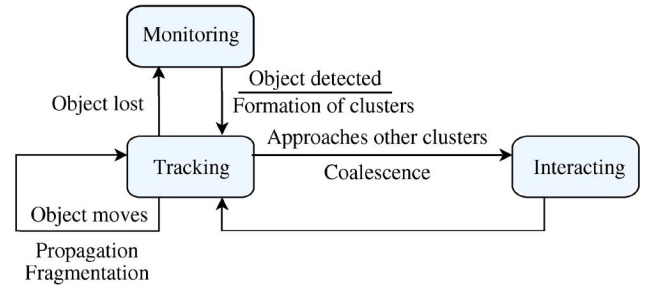 Monitoring
Object detected
Object lost
Formation of clusters
Approaches other clusters
Tracking
Interacting
Coalescence
Object moves
Propagation
Fragmentation